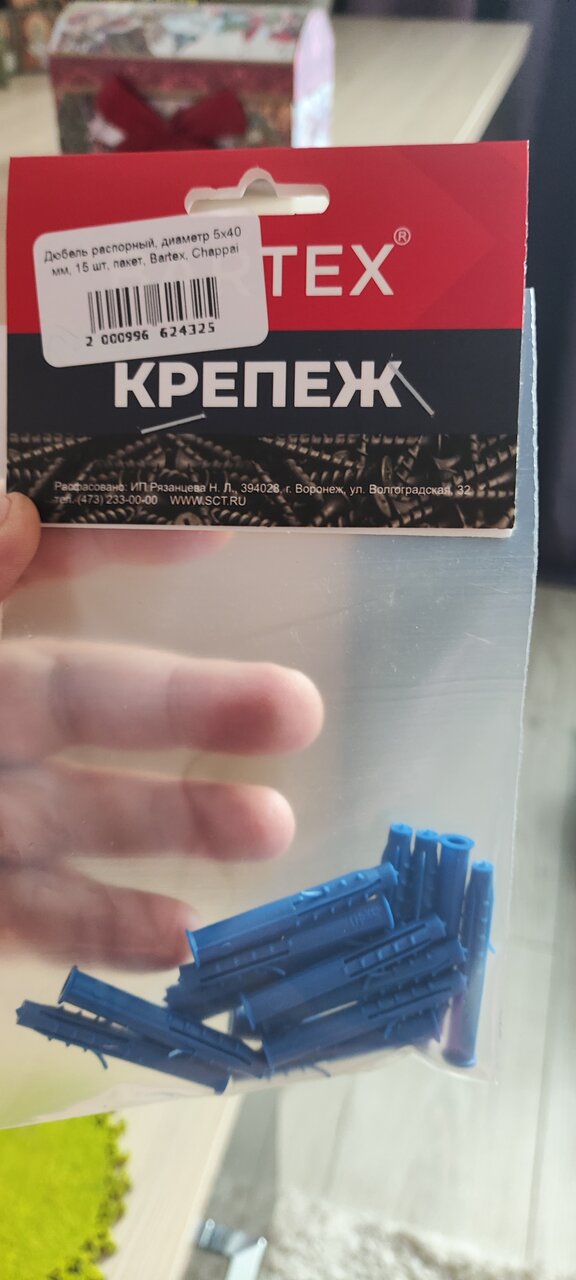 Дюбель распорный, диаметр 5х40
мм, 15 шт, пакет, Bartex, Chappai
2 000996 624325
TEX®
КРЕПЕЖ
Расфасовано: ИП Рязанцева Н. Л., 394028, г. Воронеж, ул. Волгоградская, 32
тел. (473) 233-00-00 WWW.SCT.RU